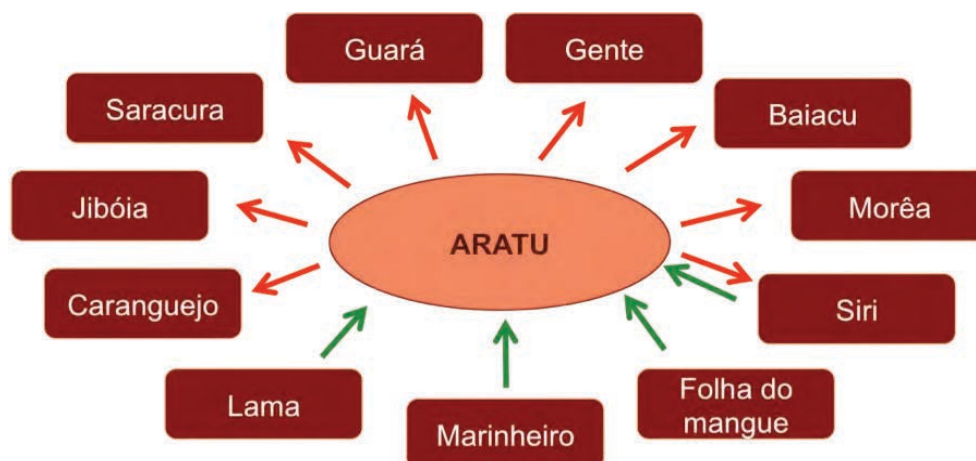 Guará
Gente
Saracura
Baiacu
Jibóia
Morêa
ARATU
Caranguejo
Siri
Lama
Marinheiro
Folha do
mangue